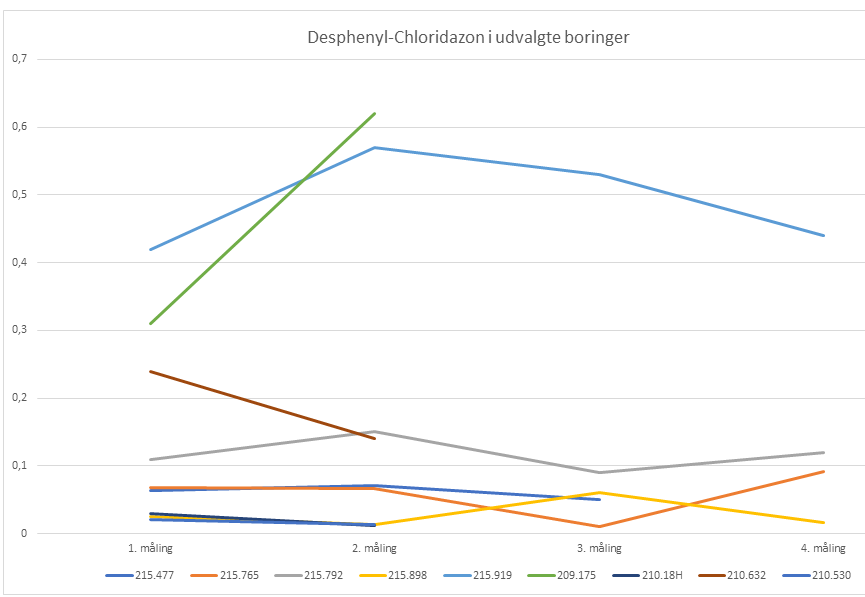 Desphenyl-Chloridazon i udvalgte boringer
0,7
0,6
0,5
0,4
0,3
0,2
0,1
0
1. måling 2. måling 3. måling 4. måling
215.477 215.765 215.792 215.898 215.919 209.175 210.18H 210.632 210.530